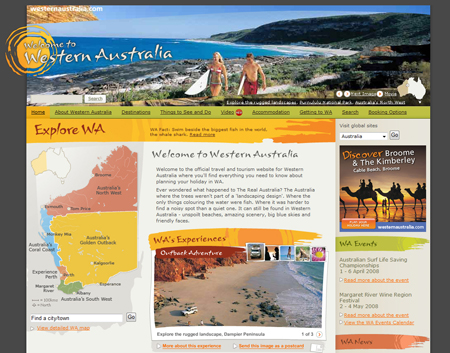 westernaustralia.com
Welcome to
Western Australia
Search
Next Image
Menu
Explore the rugged landscapes, Purnululu National Park, Australia's North West
Home
About Western Australia
Destinations
Things to See and Do
Video
Accommodation
Getting to WA
Search
Booking Options
Explore WA
WA Fact: Swim beside the biggest fish in the world,
the whale shark. Read more
Visit global sites
Australia
Go
Australia's
North West
Exmouth
Monkey Mia
Australia's
Coral Coast
Australia's
Golden Outback
Kalgoorlie
Experience
Perth
Esperance
Margaret
River
Albany
Australia's South West
Find a city/town
Go
View detailed WA map
Welcome to Western Australia
Welcome to the official travel and tourism website for Western
Australia where you'll find everything you need to know about
planning your holiday in WA.
Ever wondered what happened to The Real Australia? The Australia
where the trees weren't part of a 'landscaping design'. Where the
only things colouring the water were fish. Where it was harder to
find a noisy spot than a quiet one. It can still be found in Western
Australia - unspoilt beaches, amazing scenery, big blue skies and
friendly faces.
WA's Experiences
Outback Adventure
Explore the rugged landscape, Dampier Peninsula
1 of 3
More about this experience
Send this image as a postcard
Discover Broome
& The Kimberley
Cable Beach, Broome
westernaustralia.com
WA Events
Australian Surf Life Saving
Championships
1 - 6 April 2008
Read more about the event
Margaret River Wine Region
Festival
2 - 4 May 2008
Read more about the event
View the WA Events Calendar
WA News